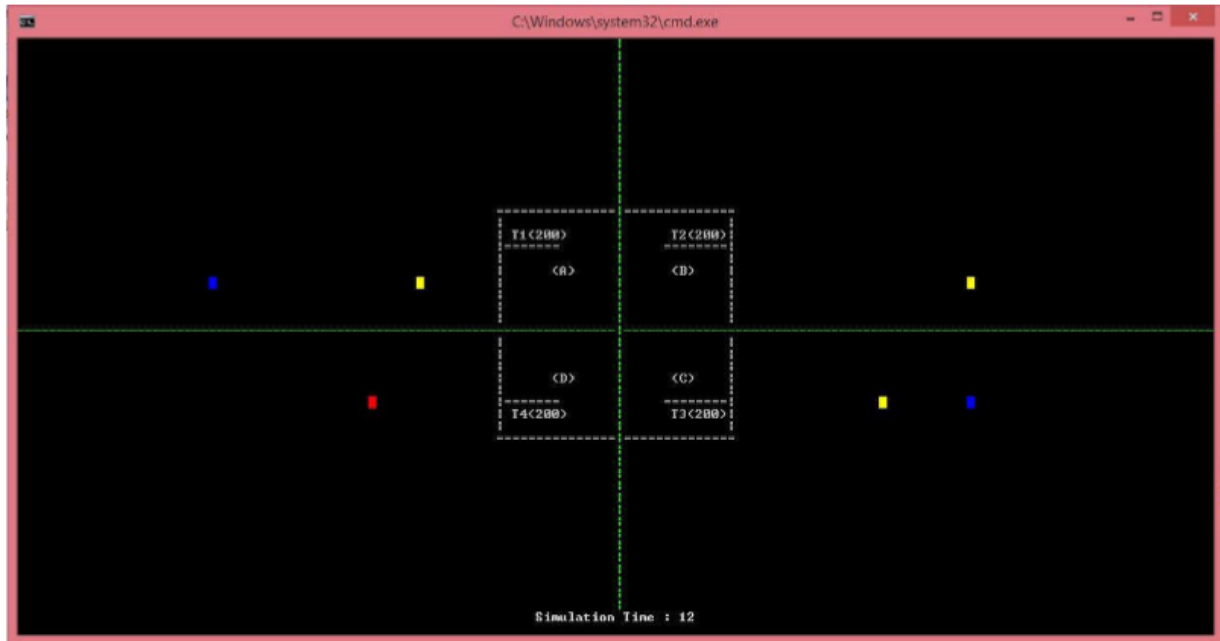 C:\Windows\system32\cmd.exe
T1(200) T2(200)
(A) (B)
(D) (C)
T4(200) T3(200)
Simulation Time : 12